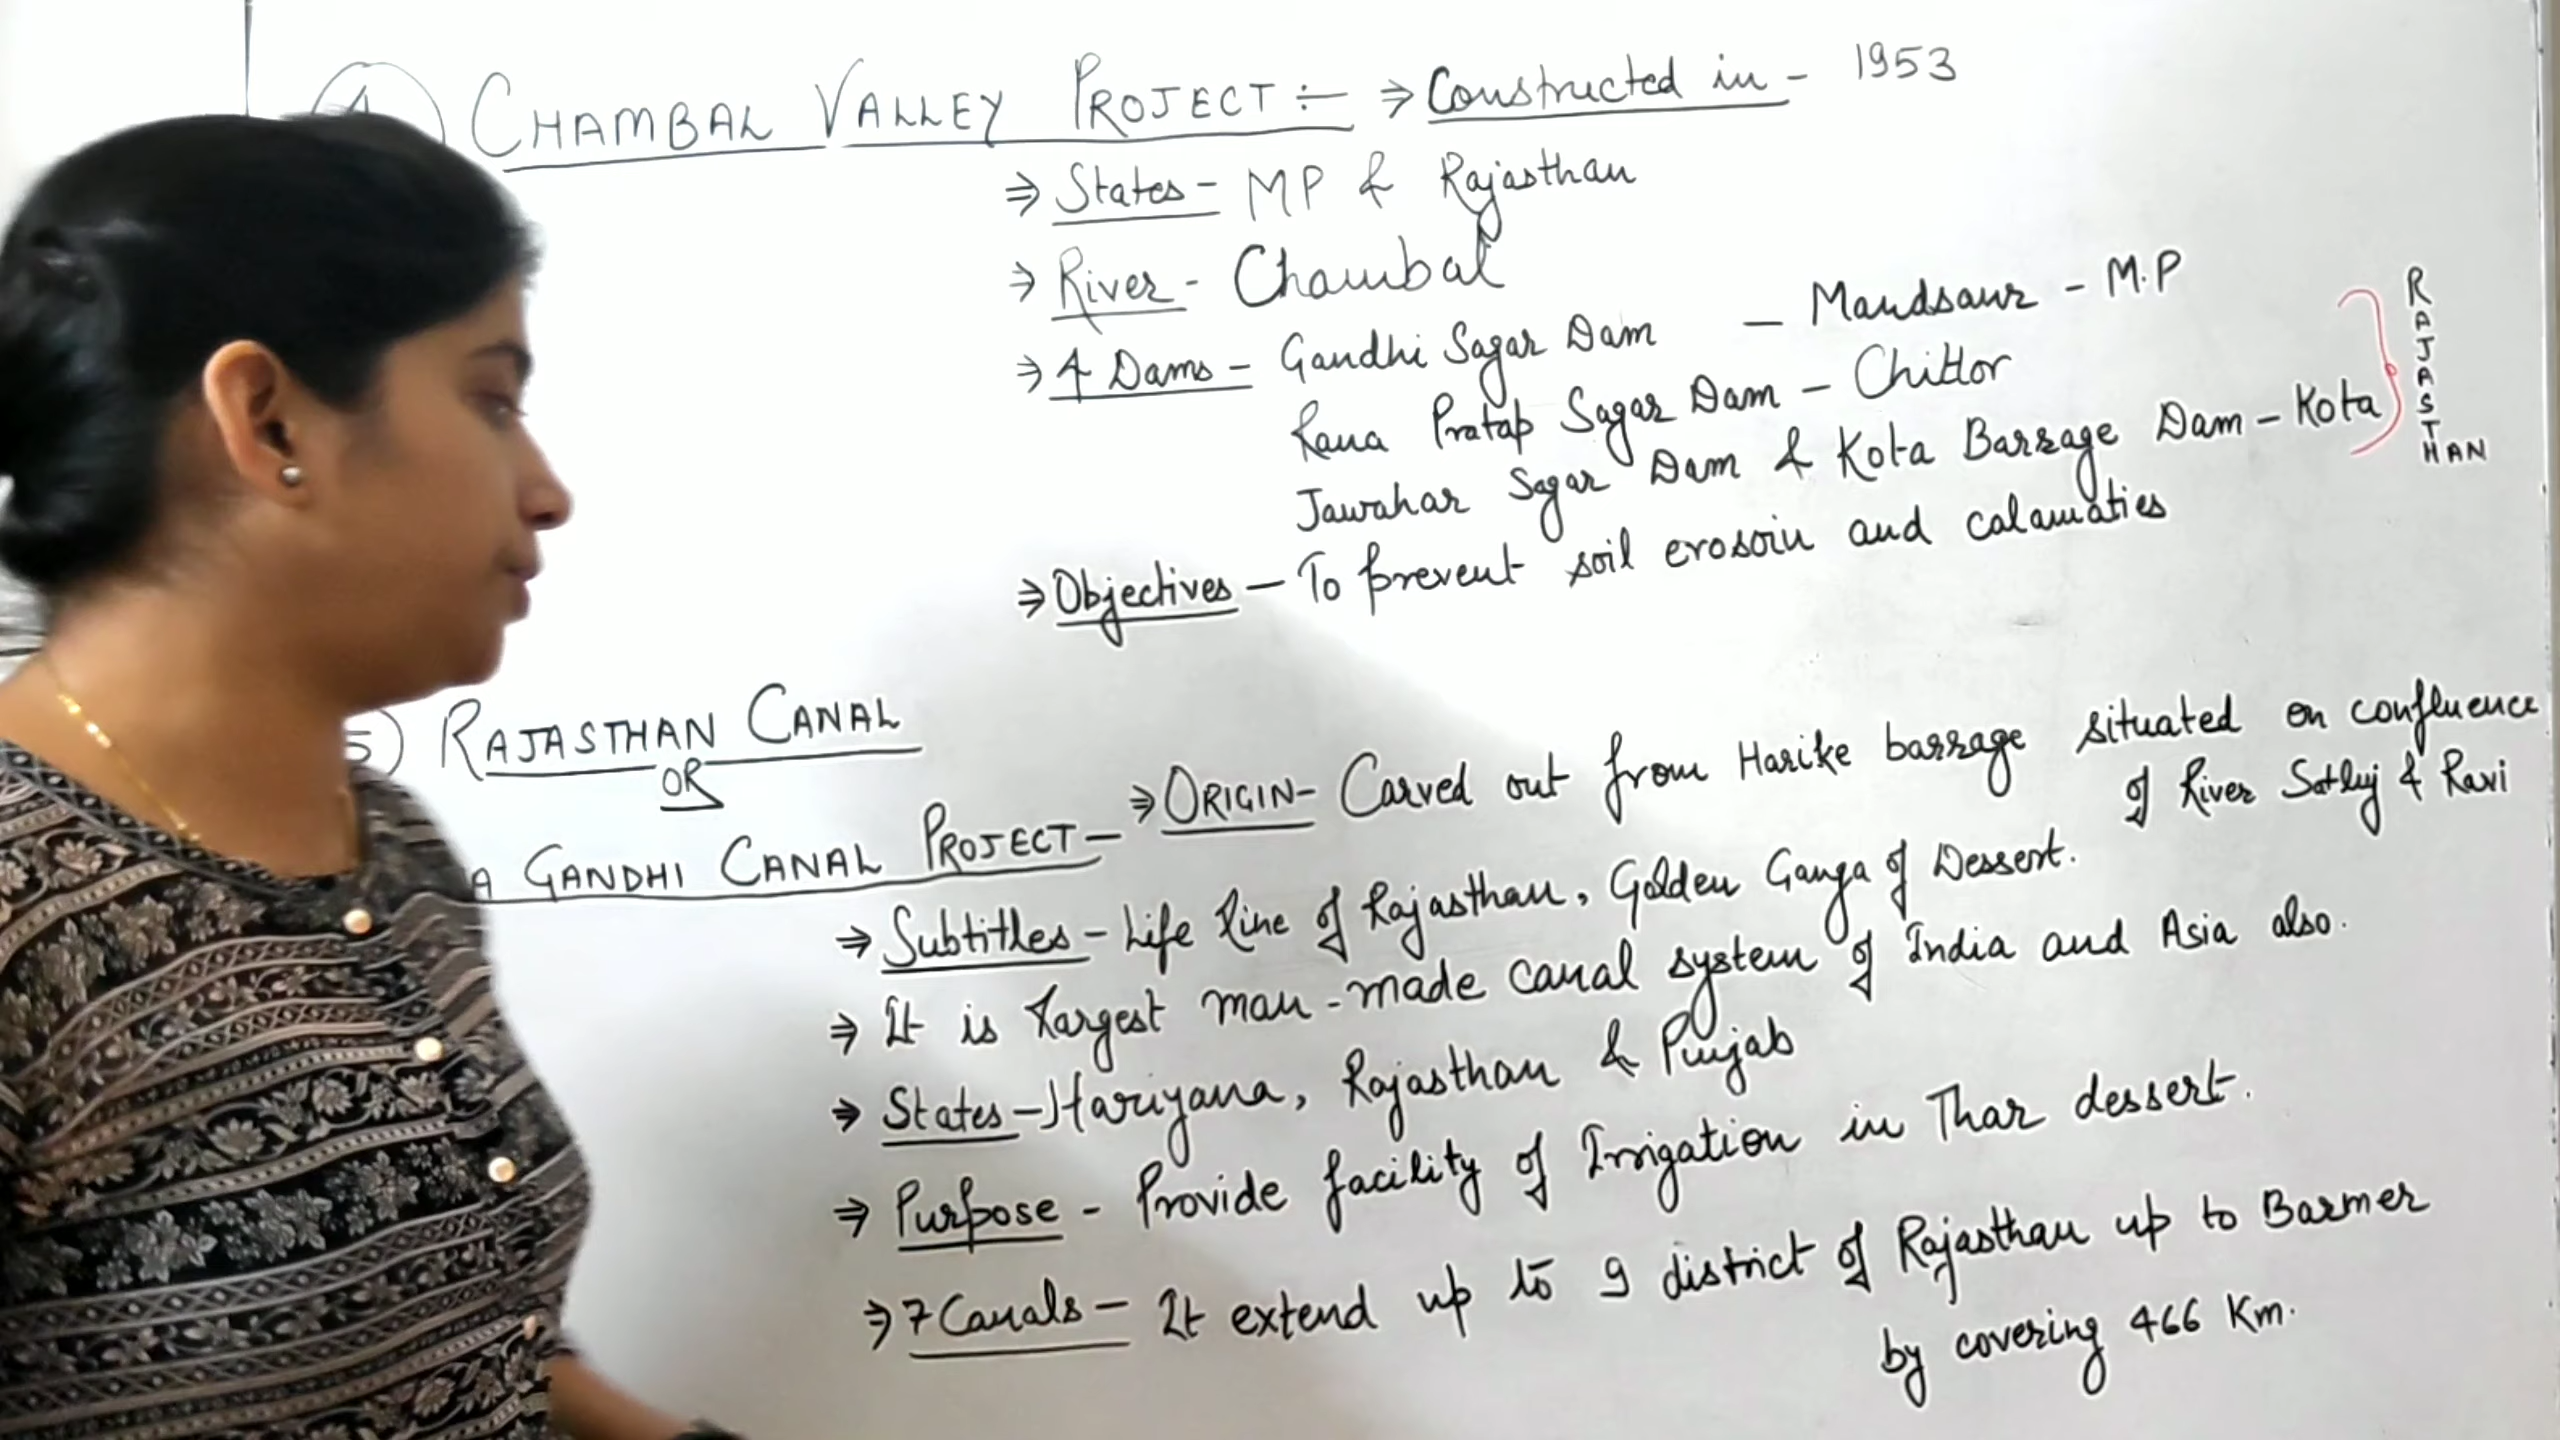 4) CHAMBAL VALLEY PROJECT :- ⇒ Constructed in - 1953
⇒ States - MP & Rajasthan
⇒ River - Chambal
⇒ 4 Dams - Gandhi Sagar Dam - Mandsaur - M.P
Rana Pratap Sagar Dam - Chittor
Jawahar Sagar Dam & Kota Barrage Dam - Kota
RAJASTHAN
⇒ Objectives - To prevent soil erosoin and calamaties
5) RAJASTHAN CANAL
OR
A GANDHI CANAL PROJECT - ⇒ ORIGIN - Carved out from Harike barrage situated on confluence
of River Satluj & Ravi
⇒ Subtitles - Life line of Rajasthan, Golden Ganga of Dessert.
⇒ It is largest man-made canal system of India and Asia also.
⇒ States - Hariyana, Rajasthan & Punjab
⇒ Purpose - Provide facility of Irrigation in Thar dessert.
⇒ 7 Canals - It extend up to 9 district of Rajasthan up to Barmer
by covering 466 Km.